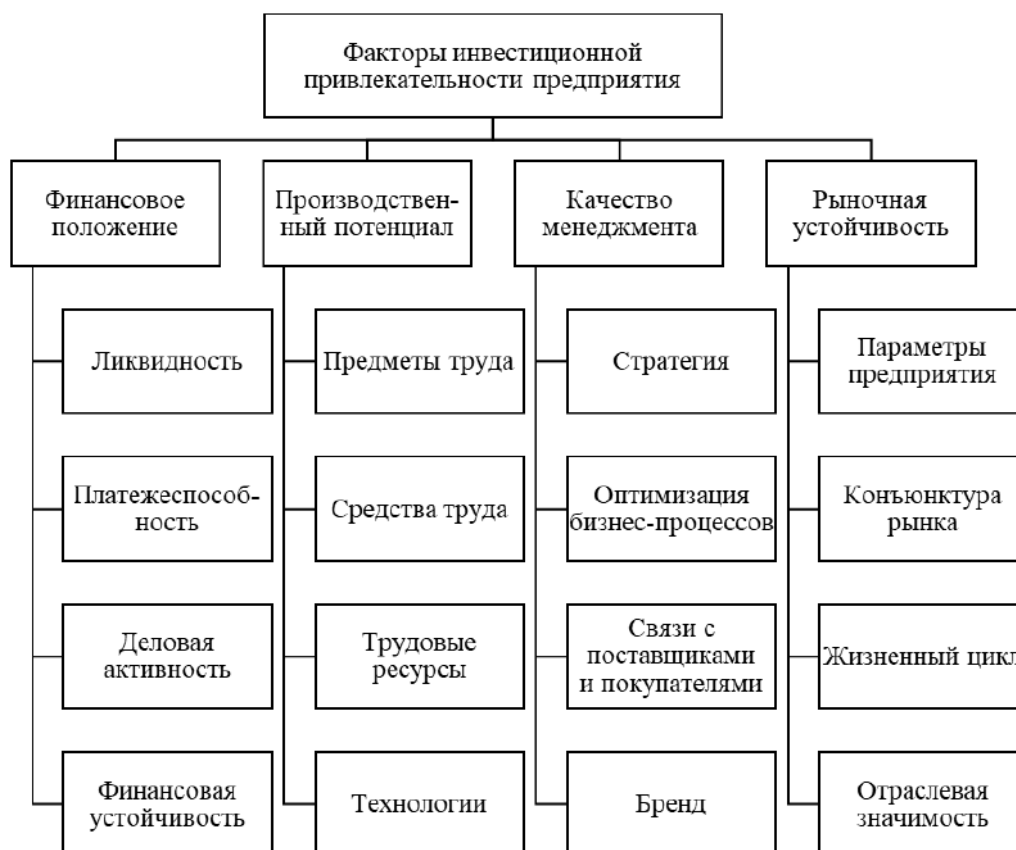 Факторы инвестиционной
привлекательности предприятия
Финансовое
положение
Производствен-
ный потенциал
Качество
менеджмента
Рыночная
устойчивость
Ликвидность
Предметы труда
Стратегия
Параметры
предприятия
Платежеспособ-
ность
Средства труда
Оптимизация
бизнес-процессов
Конъюнктура
рынка
Деловая
активность
Трудовые
ресурсы
Связи с
поставщиками
и покупателями
Жизненный цикл
Финансовая
устойчивость
Технологии
Бренд
Отраслевая
значимость